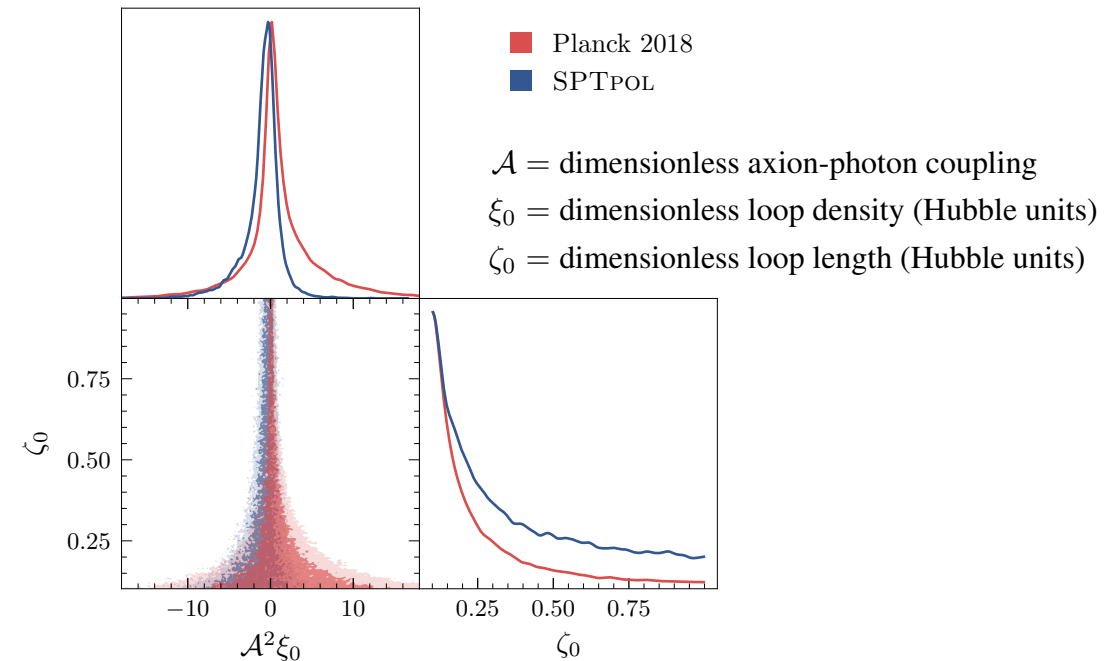 Planck 2018
SPTPOL
𝒜 = dimensionless axion-photon coupling
ξ₀ = dimensionless loop density (Hubble units)
ζ₀ = dimensionless loop length (Hubble units)
0.75
0.50
0.25
ζ₀
−10 0 10
𝒜²ξ₀
0.25 0.50 0.75
ζ₀